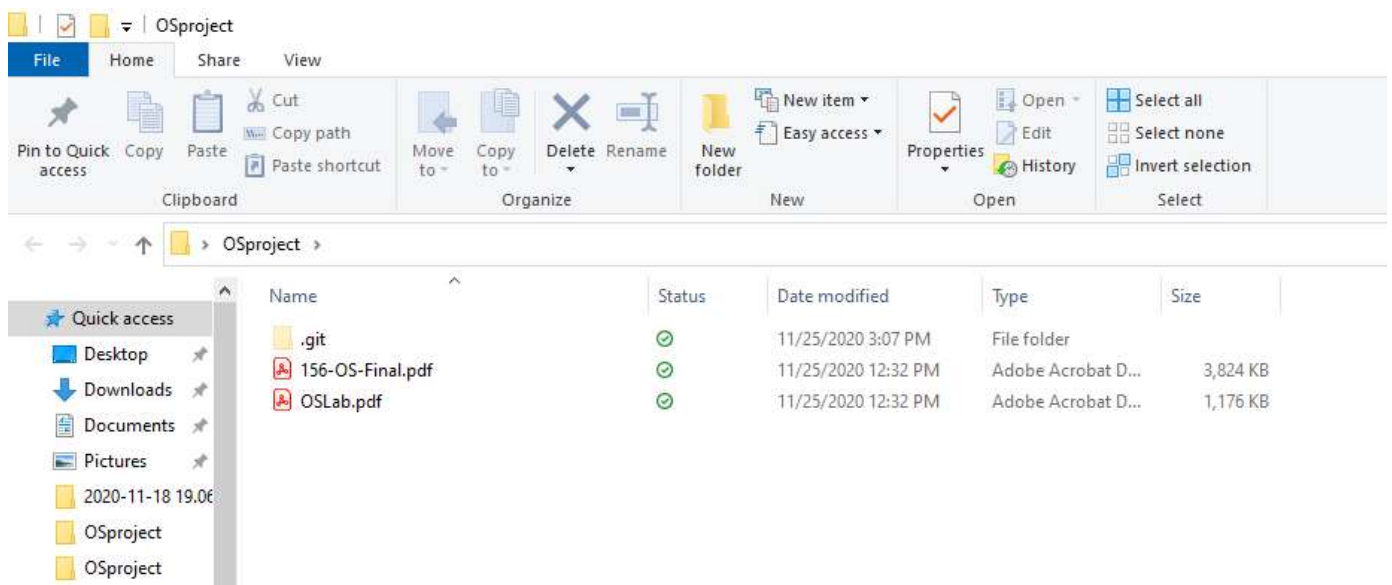 OSproject
File Home Share View
Pin to Quick access
Copy
Paste
Cut
Copy path
Paste shortcut
Move to
Copy to
Delete
Rename
New folder
New item
Easy access
Properties
Open
Edit
History
Select all
Select none
Invert selection
Clipboard Organize New Open Select
OSproject
Name Status Date modified Type Size
Quick access
Desktop
Downloads
Documents
Pictures
2020-11-18 19.06
OSproject
OSproject
.git 11/25/2020 3:07 PM File folder
156-OS-Final.pdf 11/25/2020 12:32 PM Adobe Acrobat D... 3,824 KB
OSLab.pdf 11/25/2020 12:32 PM Adobe Acrobat D... 1,176 KB